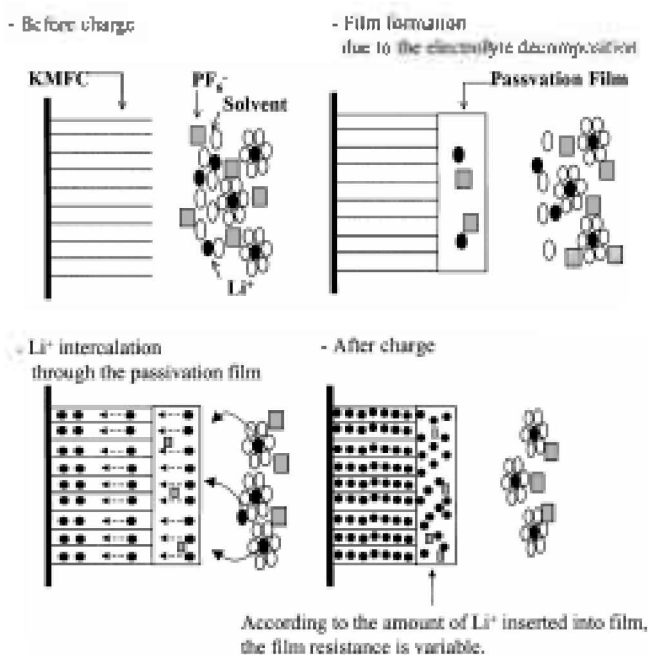 - Before charge
- Film formation
due to the electrolyte decomposition
KMFC
PF₆⁻
Solvent
Li⁺
Passvation Film
- Li⁺ intercalation
through the passivation film
- After charge
According to the amount of Li⁺ inserted into film,
the film resistance is variable.